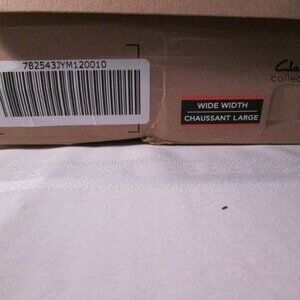 782543JYM120010
WIDE WIDTH
CHAUSSANT LARGE